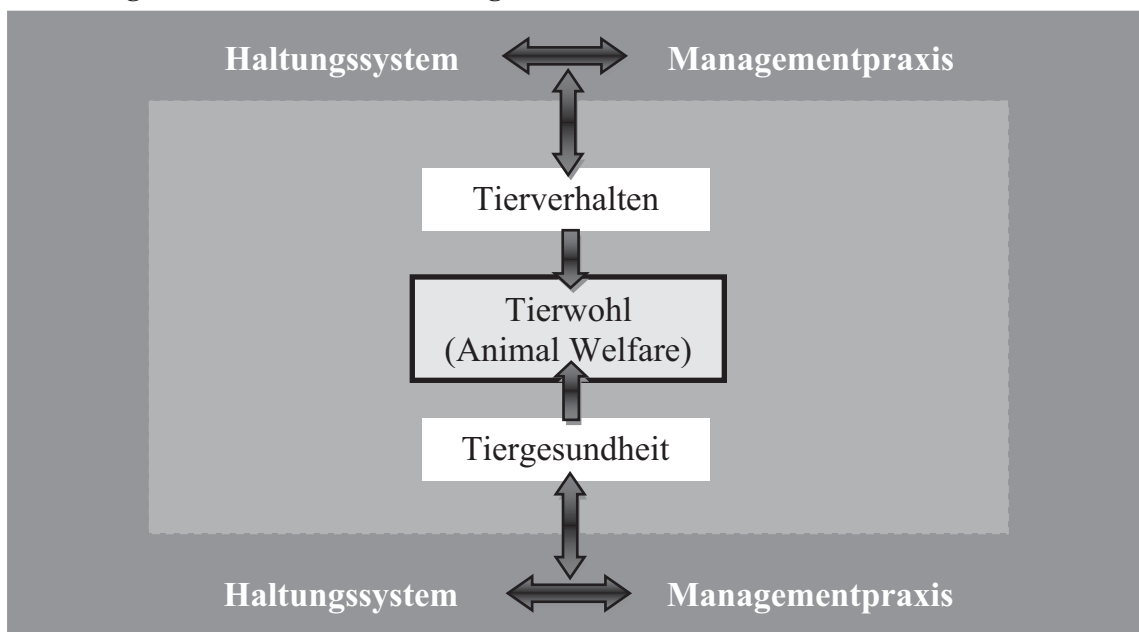 Haltungssystem Managementpraxis
Tierverhalten
Tierwohl
(Animal Welfare)
Tiergesundheit
Haltungssystem Managementpraxis